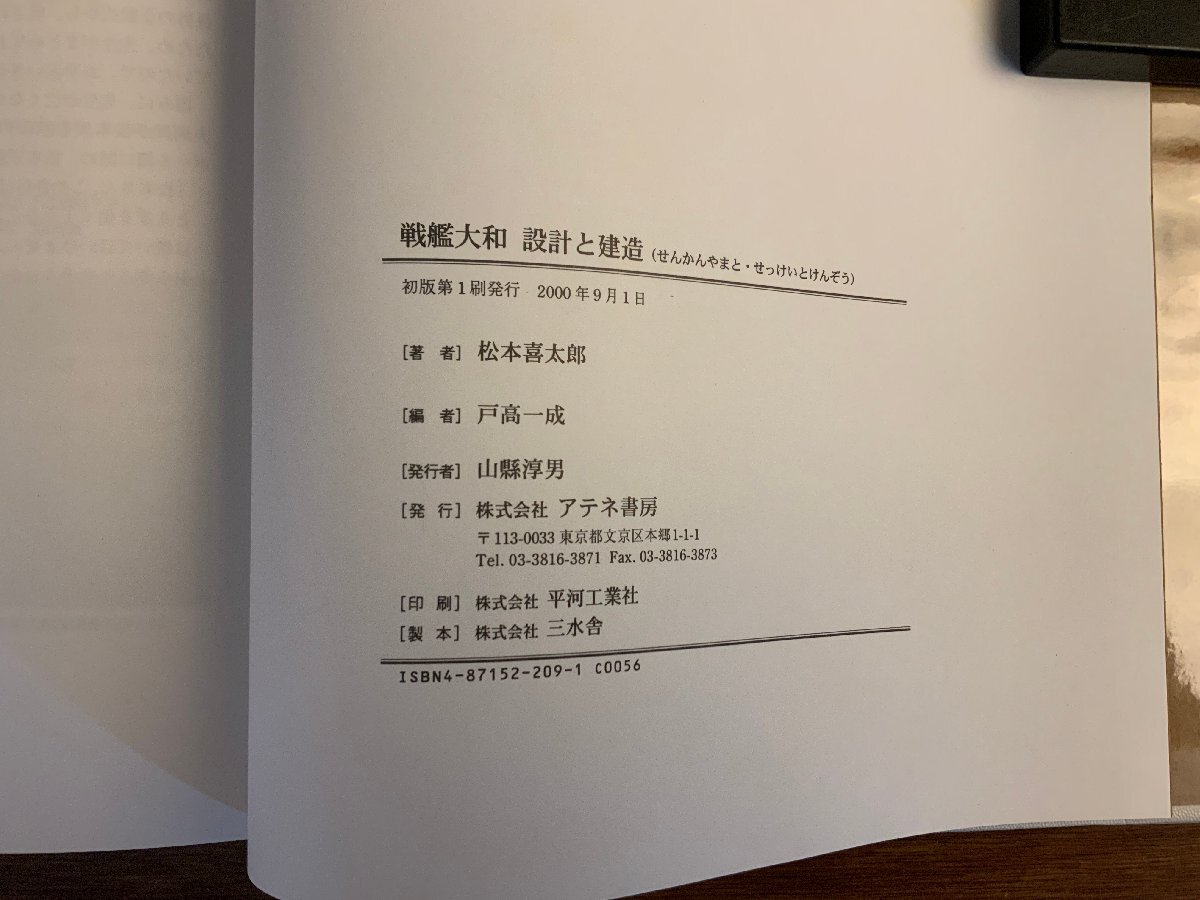 戦艦大和 設計と建造(せんかんやまと・せっけいとけんぞう)
初版第1刷発行 2000年9月1日
[著 者] 松本喜太郎
[編 者] 戸高一成
[発行者] 山縣淳男
[発 行] 株式会社 アテネ書房
〒113-0033 東京都文京区本郷1-1-1
Tel. 03-3816-3871 Fax. 03-3816-3873
[印 刷] 株式会社 平河工業社
[製 本] 株式会社 三水舎
ISBN4-87152-209-1 C0056